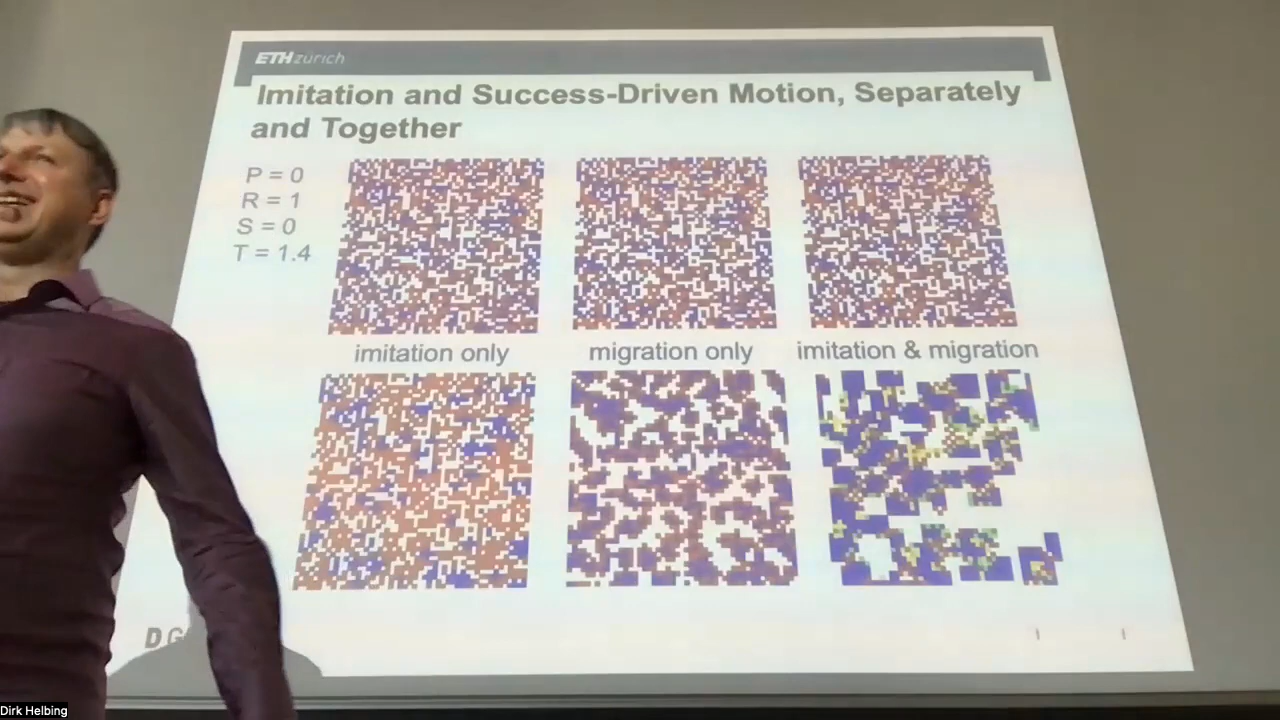 ETH zürich
Imitation and Success-Driven Motion, Separately
and Together
P = 0
R = 1
S = 0
T = 1.4
imitation only
migration only
imitation & migration
Dirk Helbing